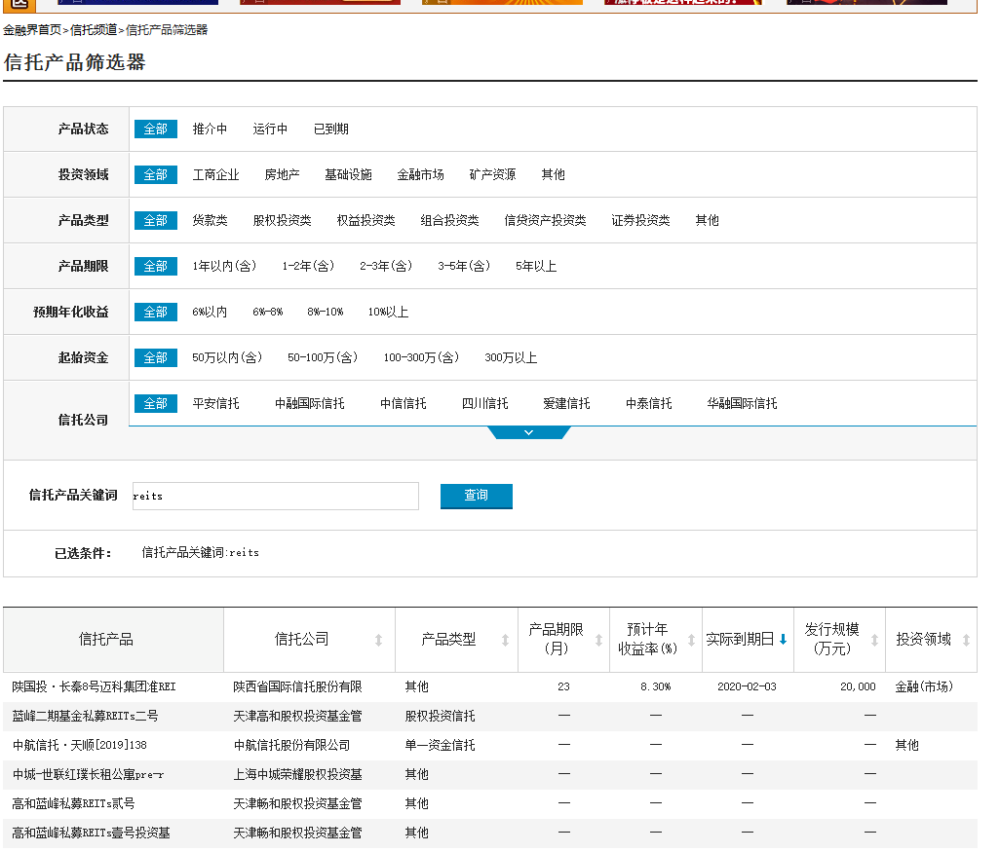 金融界首页>信托频道>信托产品筛选器
信托产品筛选器
产品状态 全部 推介中 运行中 已到期
投资领域 全部 工商企业 房地产 基础设施 金融市场 矿产资源 其他
产品类型 全部 贷款类 股权投资类 权益投资类 组合投资类 信贷资产投资类 证券投资类 其他
产品期限 全部 1年以内(含) 1-2年(含) 2-3年(含) 3-5年(含) 5年以上
预期年化收益 全部 6%以内 6%-8% 8%-10% 10%以上
起始资金 全部 50万以内(含) 50-100万(含) 100-300万(含) 300万以上
信托公司 全部 平安信托 中融国际信托 中信信托 四川信托 爱建信托 中泰信托 华融国际信托
信托产品关键词 reits 查询
已选条件： 信托产品关键词:reits
信托产品 信托公司 产品类型 产品期限(月) 预计年收益率(%) 实际到期日 发行规模(万元) 投资领域
陕国投·长泰8号迈科集团准REI 陕西省国际信托股份有限 其他 23 8.30% 2020-02-03 20,000 金融(市场)
蓝峰二期基金私募REITs二号 天津高和股权投资基金管 股权投资信托 — — — —
中航信托·天顺[2019]138 中航信托股份有限公司 单一资金信托 — — — — 其他
中城-世联红璞长租公寓pre-r 上海中城荣耀股权投资基 其他 — — — —
高和蓝峰私募REITs贰号 天津畅和股权投资基金管 其他 — — — —
高和蓝峰私募REITs壹号投资基 天津畅和股权投资基金管 其他 — — — —